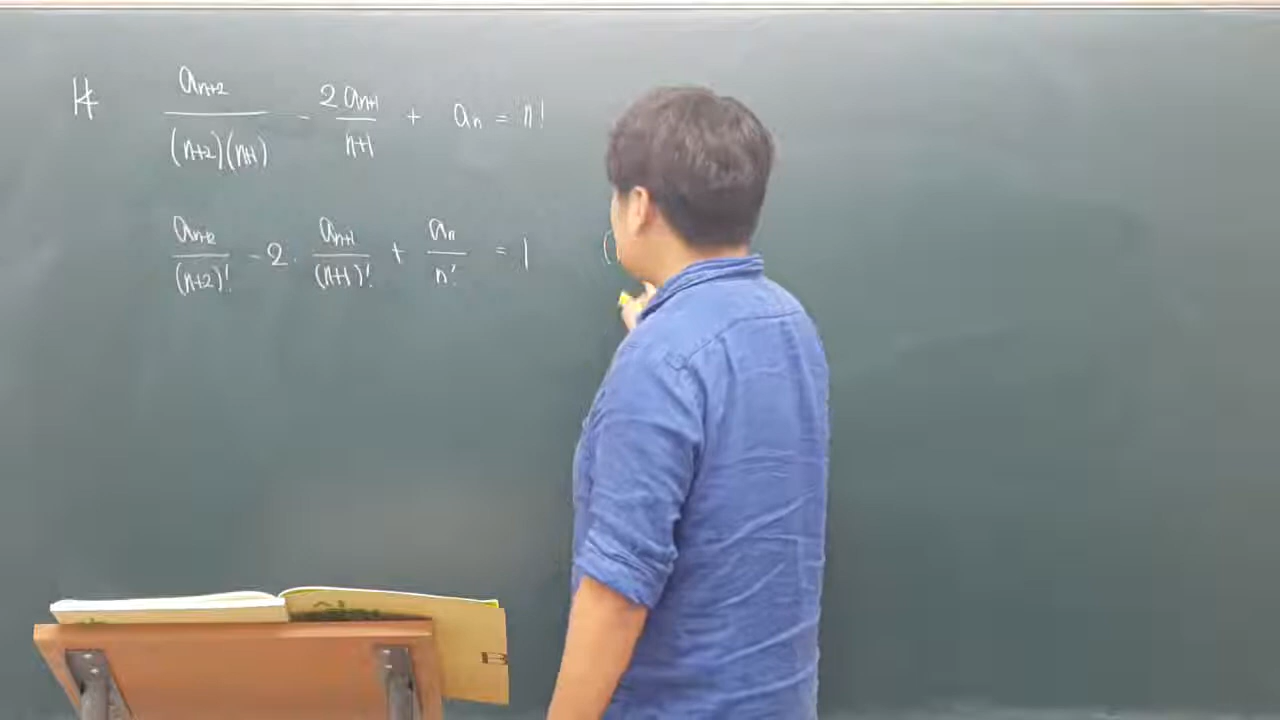 14 a_{n+2}/((n+2)(n+1)) - 2a_{n+1}/(n+1) + a_n = n!
a_{n+2}/(n+2)! - 2 · a_{n+1}/(n+1)! + a_n/n! = 1 (